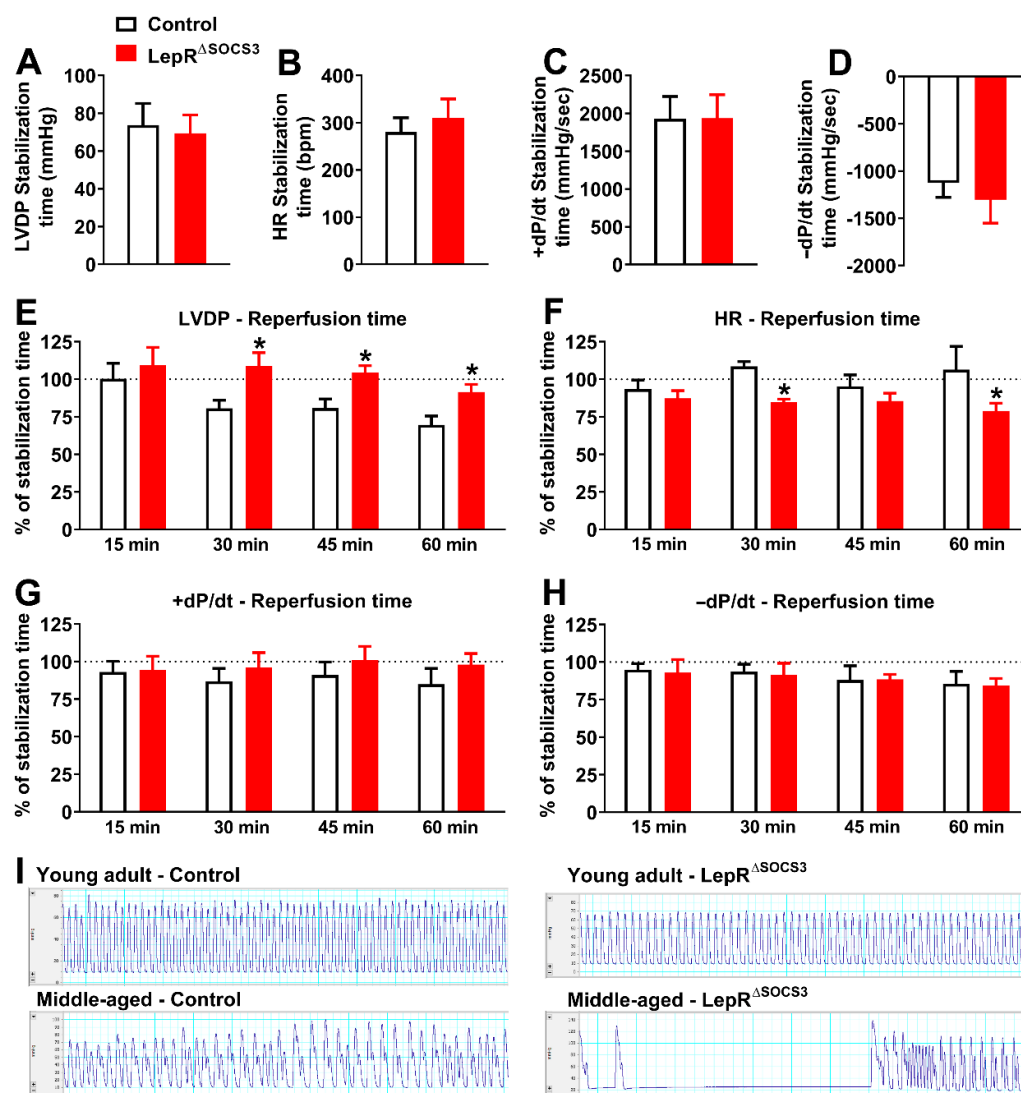 Control
LepRΔSOCS3
A
LVDP Stabilization
time (mmHg)
100
80
60
40
20
0
B
HR Stabilization
time (bpm)
400
300
200
100
0
C
+dP/dt Stabilization
time (mmHg/sec)
2500
2000
1500
1000
500
0
D
−dP/dt Stabilization
time (mmHg/sec)
0
-500
-1000
-1500
-2000
E
LVDP - Reperfusion time
% of stabilization time
125
100
75
50
25
0
* * *
15 min 30 min 45 min 60 min
F
HR - Reperfusion time
% of stabilization time
125
100
75
50
25
0
* *
15 min 30 min 45 min 60 min
G
+dP/dt - Reperfusion time
% of stabilization time
125
100
75
50
25
0
15 min 30 min 45 min 60 min
H
−dP/dt - Reperfusion time
% of stabilization time
125
100
75
50
25
0
15 min 30 min 45 min 60 min
I
Young adult - Control
Young adult - LepRΔSOCS3
Middle-aged - Control
Middle-aged - LepRΔSOCS3